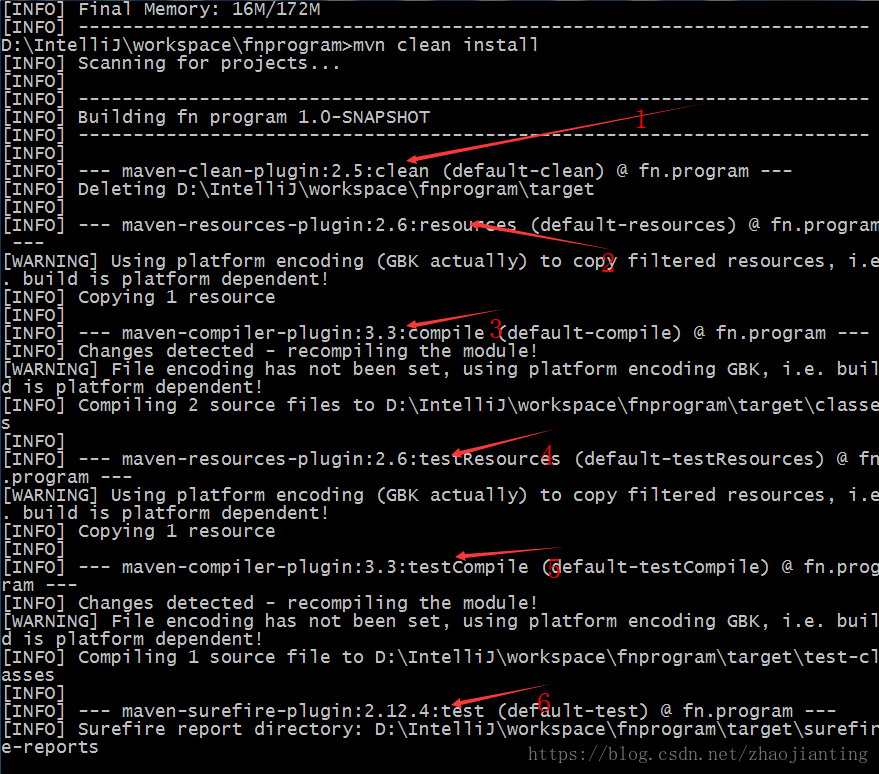 [INFO] Final Memory: 16M/172M
[INFO] ------------------------------------------------------------------------
D:\IntelliJ\workspace\fnprogram>mvn clean install
[INFO] Scanning for projects...
[INFO]
[INFO] ------------------------------------------------------------------------
[INFO] Building fn program 1.0-SNAPSHOT
1
[INFO] ------------------------------------------------------------------------
[INFO]
[INFO] --- maven-clean-plugin:2.5:clean (default-clean) @ fn.program ---
[INFO] Deleting D:\IntelliJ\workspace\fnprogram\target
[INFO]
[INFO] --- maven-resources-plugin:2.6:resources (default-resources) @ fn.program
---
[WARNING] Using platform encoding (GBK actually) to copy filtered resources, i.e
2
. build is platform dependent!
[INFO] Copying 1 resource
[INFO]
[INFO] --- maven-compiler-plugin:3.3:compile (default-compile) @ fn.program ---
3
[INFO] Changes detected - recompiling the module!
[WARNING] File encoding has not been set, using platform encoding GBK, i.e. buil
d is platform dependent!
[INFO] Compiling 2 source files to D:\IntelliJ\workspace\fnprogram\target\classe
s
[INFO]
[INFO] --- maven-resources-plugin:2.6:testResources (default-testResources) @ fn
4
.program ---
[WARNING] Using platform encoding (GBK actually) to copy filtered resources, i.e
. build is platform dependent!
[INFO] Copying 1 resource
[INFO]
[INFO] --- maven-compiler-plugin:3.3:testCompile (default-testCompile) @ fn.prog
5
ram ---
[INFO] Changes detected - recompiling the module!
[WARNING] File encoding has not been set, using platform encoding GBK, i.e. buil
d is platform dependent!
[INFO] Compiling 1 source file to D:\IntelliJ\workspace\fnprogram\target\test-cl
asses
[INFO]
[INFO] --- maven-surefire-plugin:2.12.4:test (default-test) @ fn.program ---
6
[INFO] Surefire report directory: D:\IntelliJ\workspace\fnprogram\target\surefir
e-reports
https://blog.csdn.net/zhaojianting